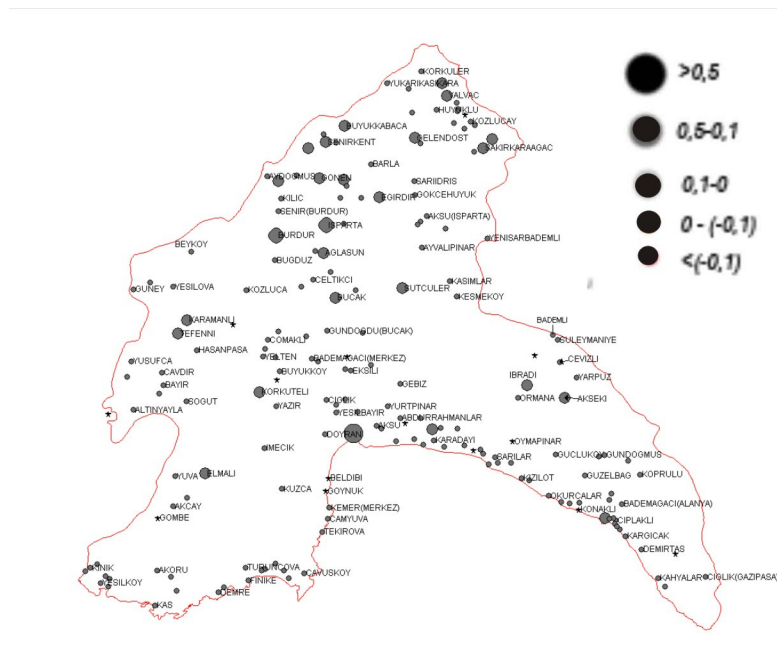 KORKULER
YUKARIKASIKARA
>0,5
YALVAC
HUYUKLU
KOZLUCAY
BUYUKKABACA
0,5-0,1
SENIRKENT
GELENDOST
SAKIRKARAAGAC
BARLA
AYDOGMUS
GONEN
SARIIDRIS
0,1-0
KILIC
EGIRDIR
GOKCEHUYUK
SENIR(BURDUR)
AKSU(ISPARTA)
0 - (-0,1)
ISPARTA
BURDUR
YENISARBADEMLI
BEYKOY
AGLASUN
AYVALIPINAR
<(-0,1)
BUGDUZ
GUNEY
YESILOVA
KOZLUCA
CELTIKCI
SUTCULER
KASIMLAR
BUCAK
KESMEKOY
KARAMANLI
BADEMLI
TEFENNI
GUNDOGDU(BUCAK)
COMAKLI
SULEYMANIYE
HASANPASA
YUSUFCA
YELTEN
BADEMAGACI(MERKEZ)
CEVIZLI
CAVDIR
BUYUKKOY
EKSILI
IBRADI
YARPUZ
BAYIR
GEBIZ
KORKUTELI
ORMANA
AKSEKI
SOGUT
ALTINYAYLA
YAZIR
CIGLIK
YURTPINAR
YESILBAYIR
ABDURRAHMANLAR
DOYRAN
AKSU
KARADAYI
OYMAPINAR
IMECIK
SARILAR
GUCLUKOY
GUNDOGMUS
YUVA
ELMALI
BELDIBI
KIZILOT
GUZELBAG
KOPRULU
KUZCA
GOYNUK
OKURCALAR
AKCAY
KEMER(MERKEZ)
BADEMAGACI(ALANYA)
GOMBE
CAMYUVA
KONAKLI
CIPLAKLI
TEKIROVA
KARGICAK
DEMIRTAS
KINIK
AKORU
TURUNCOVA
CAVUSKOY
KAHYALAR
CIGLIK(GAZIPASA)
YESILKOY
FINIKE
DEMRE
KAS